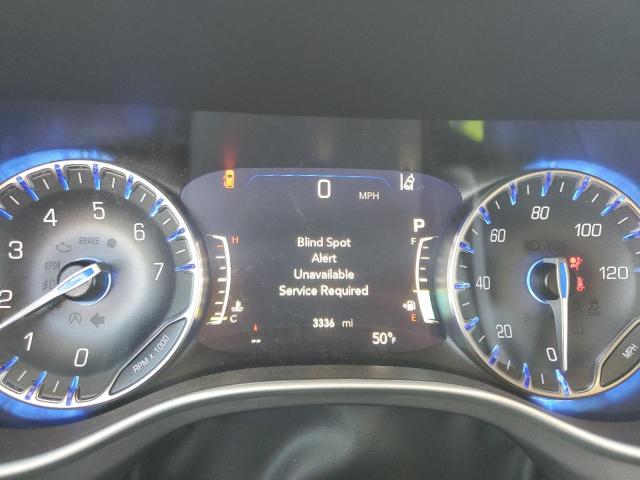 0 MPH
Blind Spot
Alert
Unavailable
Service Required
3336 mi
50°F
P
H
C
F
E
BRAKE
0
1
2
3
4
5
6
7
RPM x 1000
0
20
40
60
80
100
120
MPH